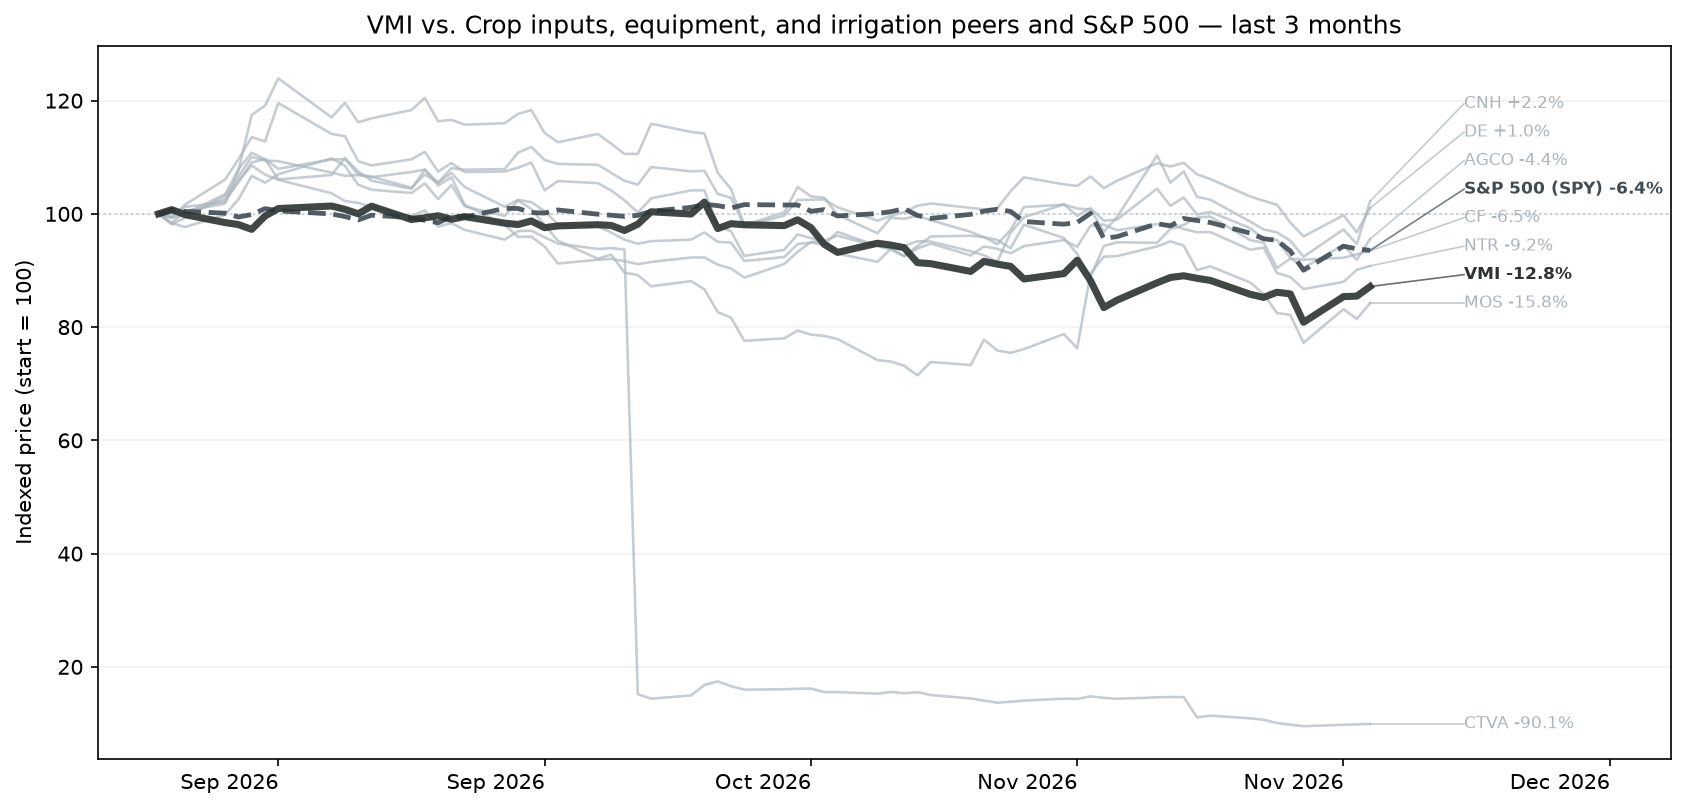 VMI vs. Crop inputs, equipment, and irrigation peers and S&P 500 — last 3 months
Indexed price (start = 100)
120
100
80
60
40
20
CNH +2.2%
DE +1.0%
AGCO -4.4%
S&P 500 (SPY) -6.4%
CF -6.5%
NTR -9.2%
VMI -12.8%
MOS -15.8%
CTVA -90.1%
Sep 2026
Sep 2026
Oct 2026
Nov 2026
Nov 2026
Dec 2026